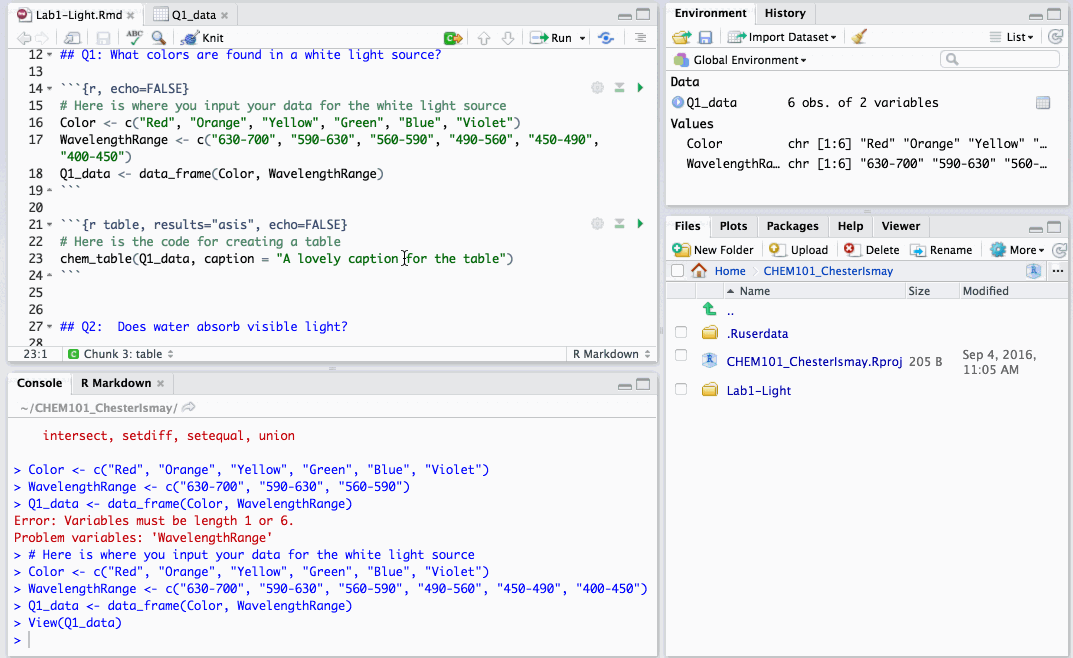 Lab1-Light.Rmd
Q1_data
ABC
Knit
Run
12 ## Q1: What colors are found in a white light source?
13
14 ```{r, echo=FALSE}
15 # Here is where you input your data for the white light source
16 Color <- c("Red", "Orange", "Yellow", "Green", "Blue", "Violet")
17 WavelengthRange <- c("630-700", "590-630", "560-590", "490-560", "450-490",
"400-450")
18 Q1_data <- data_frame(Color, WavelengthRange)
19 ```
20
21 ```{r table, results="asis", echo=FALSE}
22 # Here is the code for creating a table
23 chem_table(Q1_data, caption = "A lovely caption for the table")
24 ```
25
26
27 ## Q2:  Does water absorb visible light?
28
23:1 C Chunk 3: table R Markdown
Console R Markdown
~/CHEM101_ChesterIsmay/
intersect, setdiff, setequal, union
> Color <- c("Red", "Orange", "Yellow", "Green", "Blue", "Violet")
> WavelengthRange <- c("630-700", "590-630", "560-590")
> Q1_data <- data_frame(Color, WavelengthRange)
Error: Variables must be length 1 or 6.
Problem variables: 'WavelengthRange'
> # Here is where you input your data for the white light source
> Color <- c("Red", "Orange", "Yellow", "Green", "Blue", "Violet")
> WavelengthRange <- c("630-700", "590-630", "560-590", "490-560", "450-490", "400-450")
> Q1_data <- data_frame(Color, WavelengthRange)
> View(Q1_data)
>
Environment History
Import Dataset List
Global Environment
Data
Q1_data 6 obs. of 2 variables
Values
Color chr [1:6] "Red" "Orange" "Yellow" "…
WavelengthRa… chr [1:6] "630-700" "590-630" "560-…
Files Plots Packages Help Viewer
New Folder Upload Delete Rename More
Home CHEM101_ChesterIsmay R ...
Name Size Modified
..
.Ruserdata
CHEM101_ChesterIsmay.Rproj 205 B Sep 4, 2016,
11:05 AM
Lab1-Light